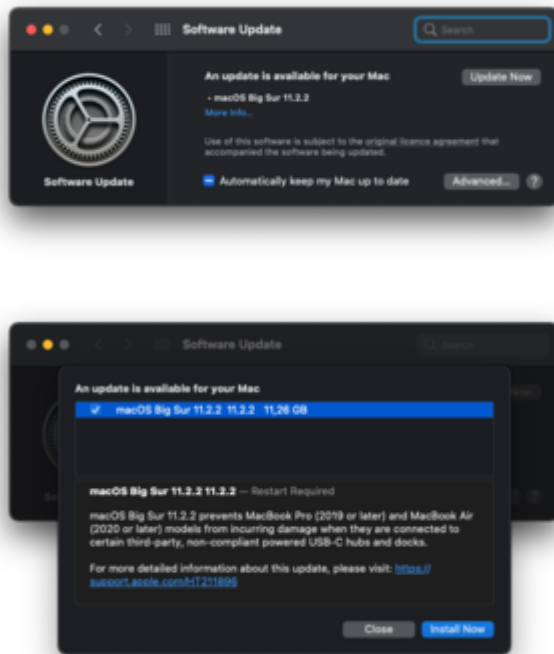 Software Update
Search
An update is available for your Mac
Update Now
• macOS Big Sur 11.2.2
More Info...
Use of this software is subject to the original licence agreement that
accompanied the software being updated.
Software Update
Automatically keep my Mac up to date
Advanced...
?
Software Update
Search
An update is available for your Mac
macOS Big Sur 11.2.2 11.2.2 11,26 GB
macOS Big Sur 11.2.2 11.2.2 — Restart Required
macOS Big Sur 11.2.2 prevents MacBook Pro (2019 or later) and MacBook Air
(2020 or later) models from incurring damage when they are connected to
certain third-party, non-compliant powered USB-C hubs and docks.
For more detailed information about this update, please visit: https://
support.apple.com/HT211896
Close
Install Now